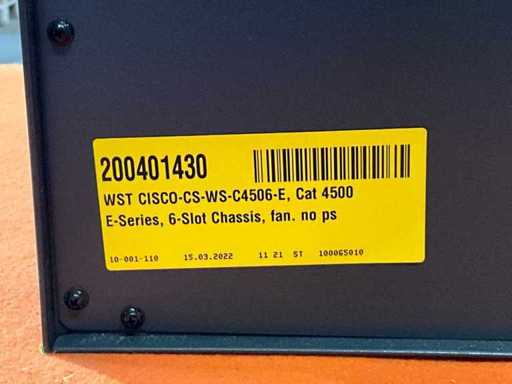 200401430
WST CISCO-CS-WS-C4506-E, Cat 4500
E-Series, 6-Slot Chassis, fan. no ps
10-001-110 15.03.2022 11 21 ST 100065010